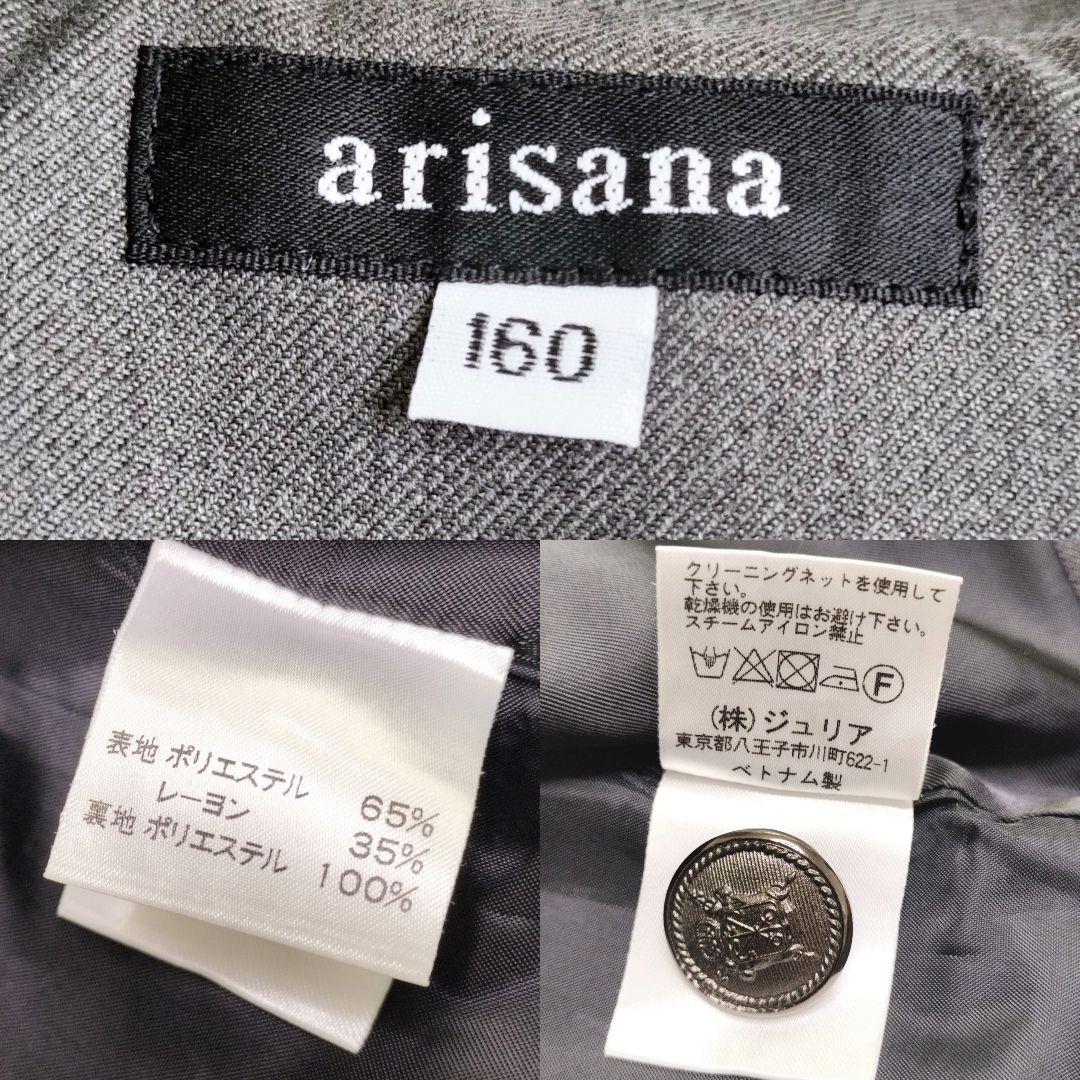 arisana
160
表地 ポリエステル 65%
レーヨン 35%
裏地 ポリエステル 100%
クリーニングネットを使用して
下さい。
乾燥機の使用はお避け下さい。
スチームアイロン禁止
F
(株)ジュリア
東京都八王子市川町622-1
ベトナム製